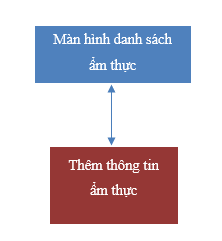 Màn hình danh sách
ẩm thực
Thêm thông tin
ẩm thực